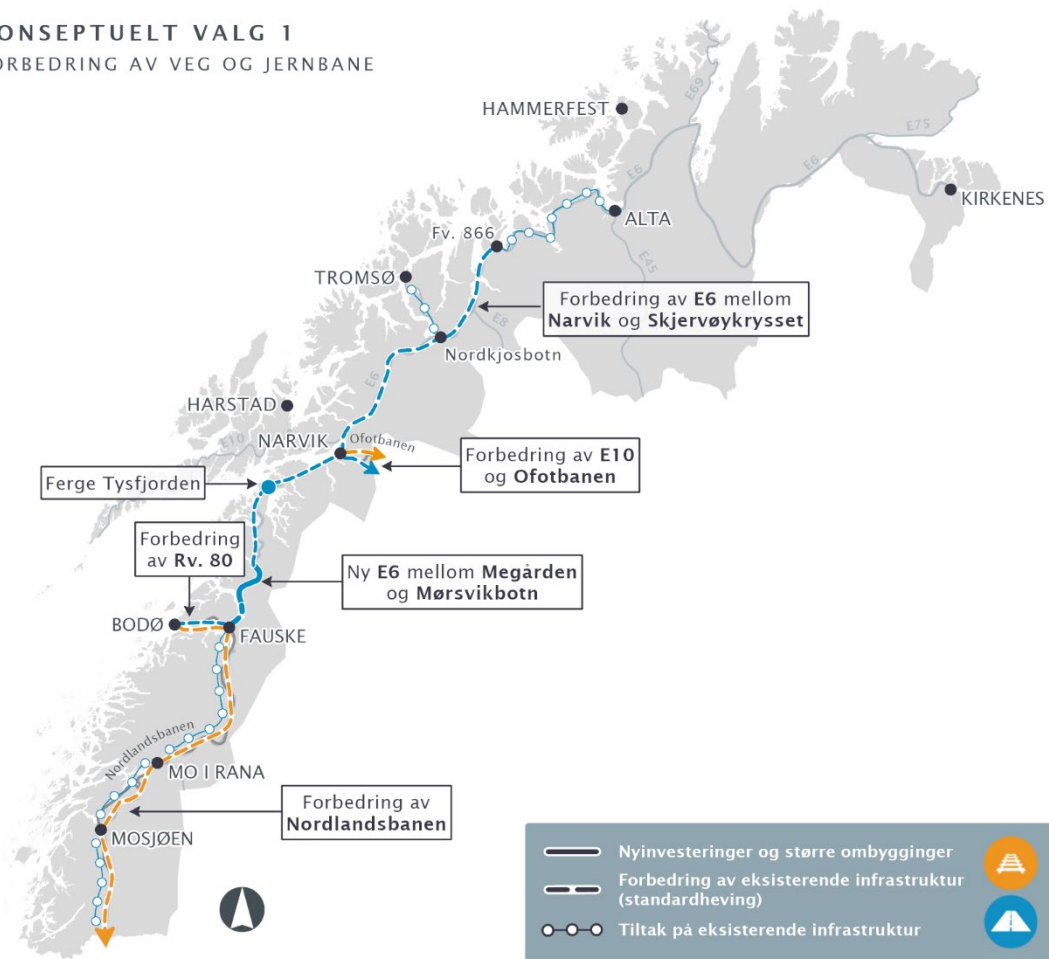 ONSEPTUELT VALG 1
ORBEDRING AV VEG OG JERNBANE
HAMMERFEST
E69
E75
E6
E6
KIRKENES
ALTA
Fv. 866
E45
TROMSØ
Forbedring av E6 mellom
Narvik og Skjervøykrysset
E8
Nordkjosbotn
E6
HARSTAD
E10
NARVIK
Ofotbanen
Forbedring av E10
og Ofotbanen
Ferge Tysfjorden
Forbedring
av Rv. 80
Ny E6 mellom Megården
og Mørsvikbotn
BODØ
FAUSKE
Nordlandsbanen
MO I RANA
Forbedring av
Nordlandsbanen
MOSJØEN
Nyinvesteringer og større ombygginger
Forbedring av eksisterende infrastruktur
(standardheving)
Tiltak på eksisterende infrastruktur